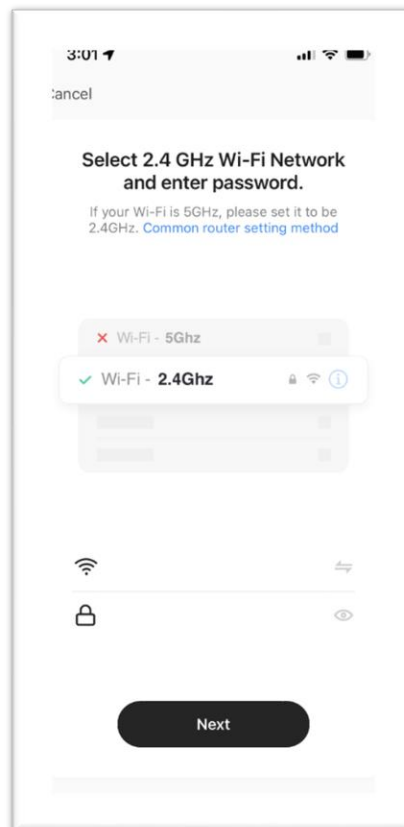 3:01
ancel
Select 2.4 GHz Wi-Fi Network
and enter password.
If your Wi-Fi is 5GHz, please set it to be
2.4GHz. Common router setting method
Wi-Fi - 5Ghz
Wi-Fi - 2.4Ghz
Next